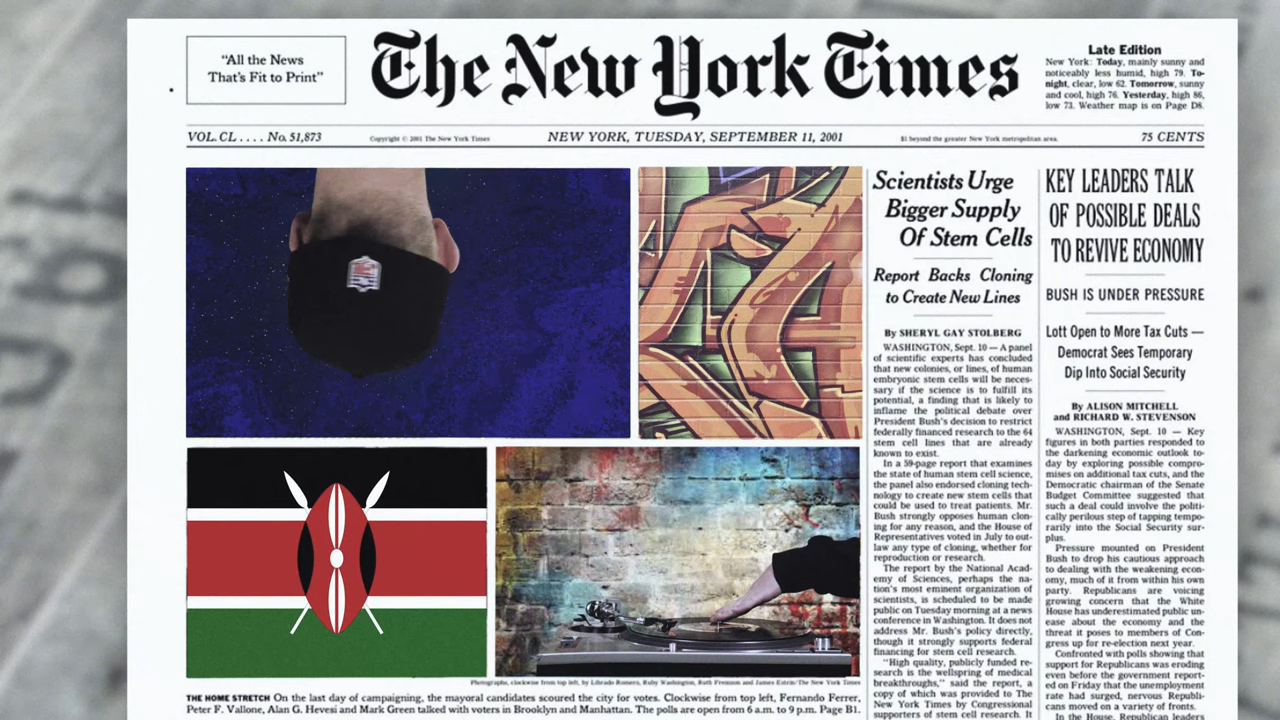 “All the News
That’s Fit to Print”
The New York Times
Late Edition
New York: Today, mainly sunny and
noticeably less humid, high 79. To-
night, clear, low 62. Tomorrow, sunny
and cool, high 76. Yesterday, high 86,
low 73. Weather map is on Page D8.
VOL. CL . . . . No. 51,873
Copyright © 2001 The New York Times
NEW YORK, TUESDAY, SEPTEMBER 11, 2001
$1 beyond the greater New York metropolitan area.
75 CENTS
Photographs, clockwise from top left, by Librado Romero, Ruby Washington, Ruth Fremson and James Estrin/The New York Times
THE HOME STRETCH On the last day of campaigning, the mayoral candidates scoured the city for votes. Clockwise from top left, Fernando Ferrer,
Peter F. Vallone, Alan G. Hevesi and Mark Green talked with voters in Brooklyn and Manhattan. The polls are open from 6 a.m. to 9 p.m. Page B1.
Scientists Urge
Bigger Supply
Of Stem Cells
Report Backs Cloning
to Create New Lines
By SHERYL GAY STOLBERG
WASHINGTON, Sept. 10 — A panel
of scientific experts has concluded
that new colonies, or lines, of human
embryonic stem cells will be neces-
sary if the science is to fulfill its
potential, a finding that is likely to
inflame the political debate over
President Bush's decision to restrict
federally financed research to the 64
stem cell lines that are already
known to exist.
In a 59-page report that examines
the state of human stem cell science,
the panel also endorsed cloning tech-
nology to create new stem cells that
could be used to treat patients. Mr.
Bush strongly opposes human clon-
ing for any reason, and the House of
Representatives voted in July to out-
law any type of cloning, whether for
reproduction or research.
The report by the National Acad-
emy of Sciences, perhaps the na-
tion's most eminent organization of
scientists, is scheduled to be made
public on Tuesday morning at a news
conference in Washington. It does not
address Mr. Bush's policy directly,
though it strongly supports federal
financing for stem cell research.
“High quality, publicly funded re-
search is the wellspring of medical
breakthroughs,” said the report, a
copy of which was provided to The
New York Times by Congressional
supporters of stem cell research. It
KEY LEADERS TALK
OF POSSIBLE DEALS
TO REVIVE ECONOMY
BUSH IS UNDER PRESSURE
Lott Open to More Tax Cuts —
Democrat Sees Temporary
Dip Into Social Security
By ALISON MITCHELL
and RICHARD W. STEVENSON
WASHINGTON, Sept. 10 — Key
figures in both parties responded to
the darkening economic outlook to-
day by exploring possible compro-
mises on additional tax cuts, and the
Democratic chairman of the Senate
Budget Committee suggested that
such a deal could involve the politi-
cally perilous step of tapping tempo-
rarily into the Social Security sur-
plus.
Pressure mounted on President
Bush to drop his cautious approach
to dealing with the weakening econ-
omy, much of it from within his own
party. Republicans are voicing
growing concern that the White
House has underestimated public un-
ease about the economy and the
threat it poses to members of Con-
gress up for re-election next year.
Confronted with polls showing that
support for Republicans was eroding
even before the government report-
ed on Friday that the unemployment
rate had surged, nervous Republi-
cans moved on a variety of fronts.
In the House, Republican leaders